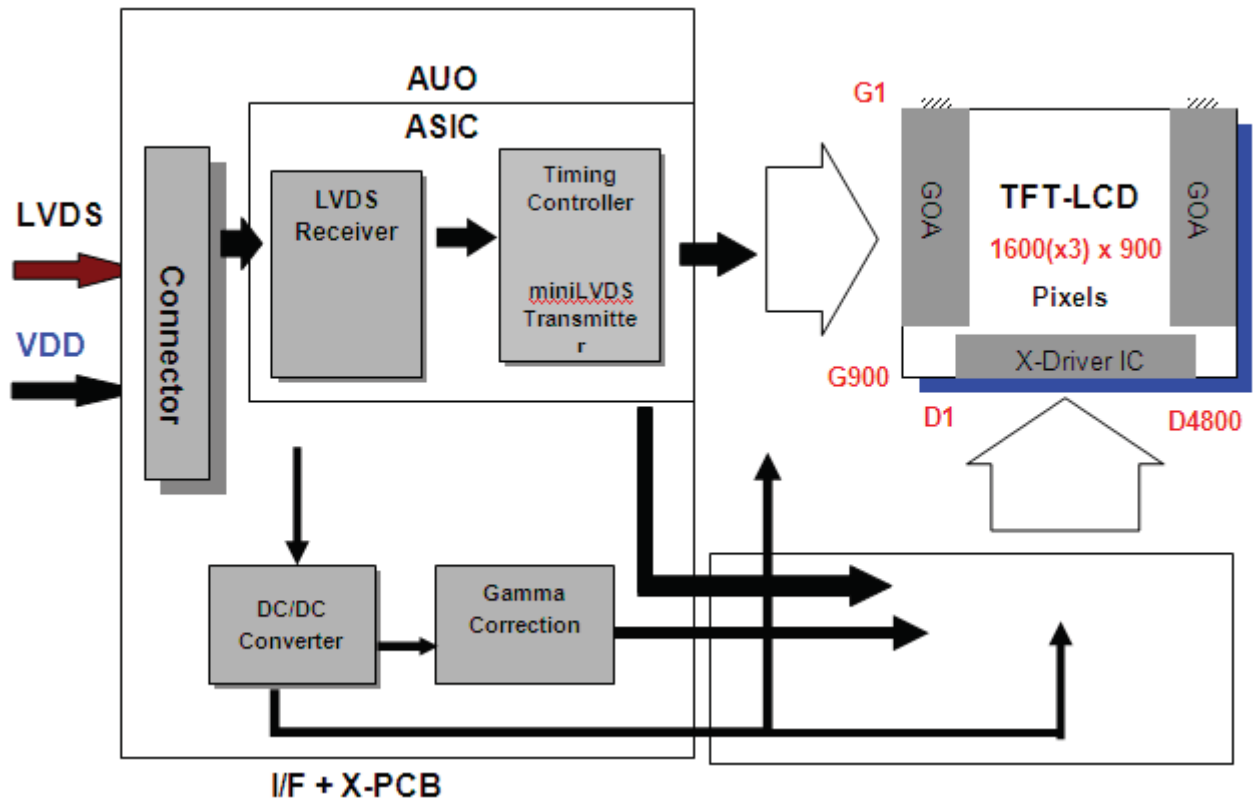 AUO
ASIC
LVDS
VDD
Connector
LVDS
Receiver
Timing
Controller
miniLVDS
Transmitte
r
G1
GOA
TFT-LCD
1600(x3) x 900
Pixels
GOA
X-Driver IC
G900
D1
D4800
DC/DC
Converter
Gamma
Correction
I/F + X-PCB